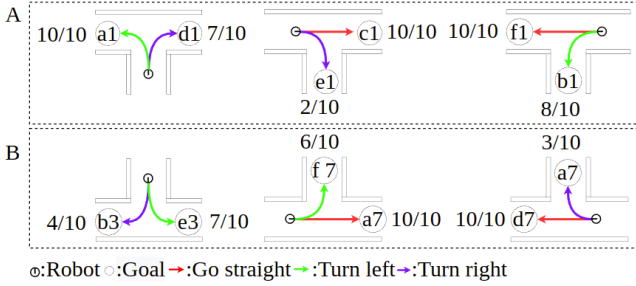 A
10/10 a1 d1 7/10
c1 10/10
e1
2/10
10/10 f1
b1
8/10
B
4/10 b3 e3 7/10
6/10
f 7
a7 10/10
3/10
a7
10/10 d7
:Robot :Goal :Go straight :Turn left :Turn right